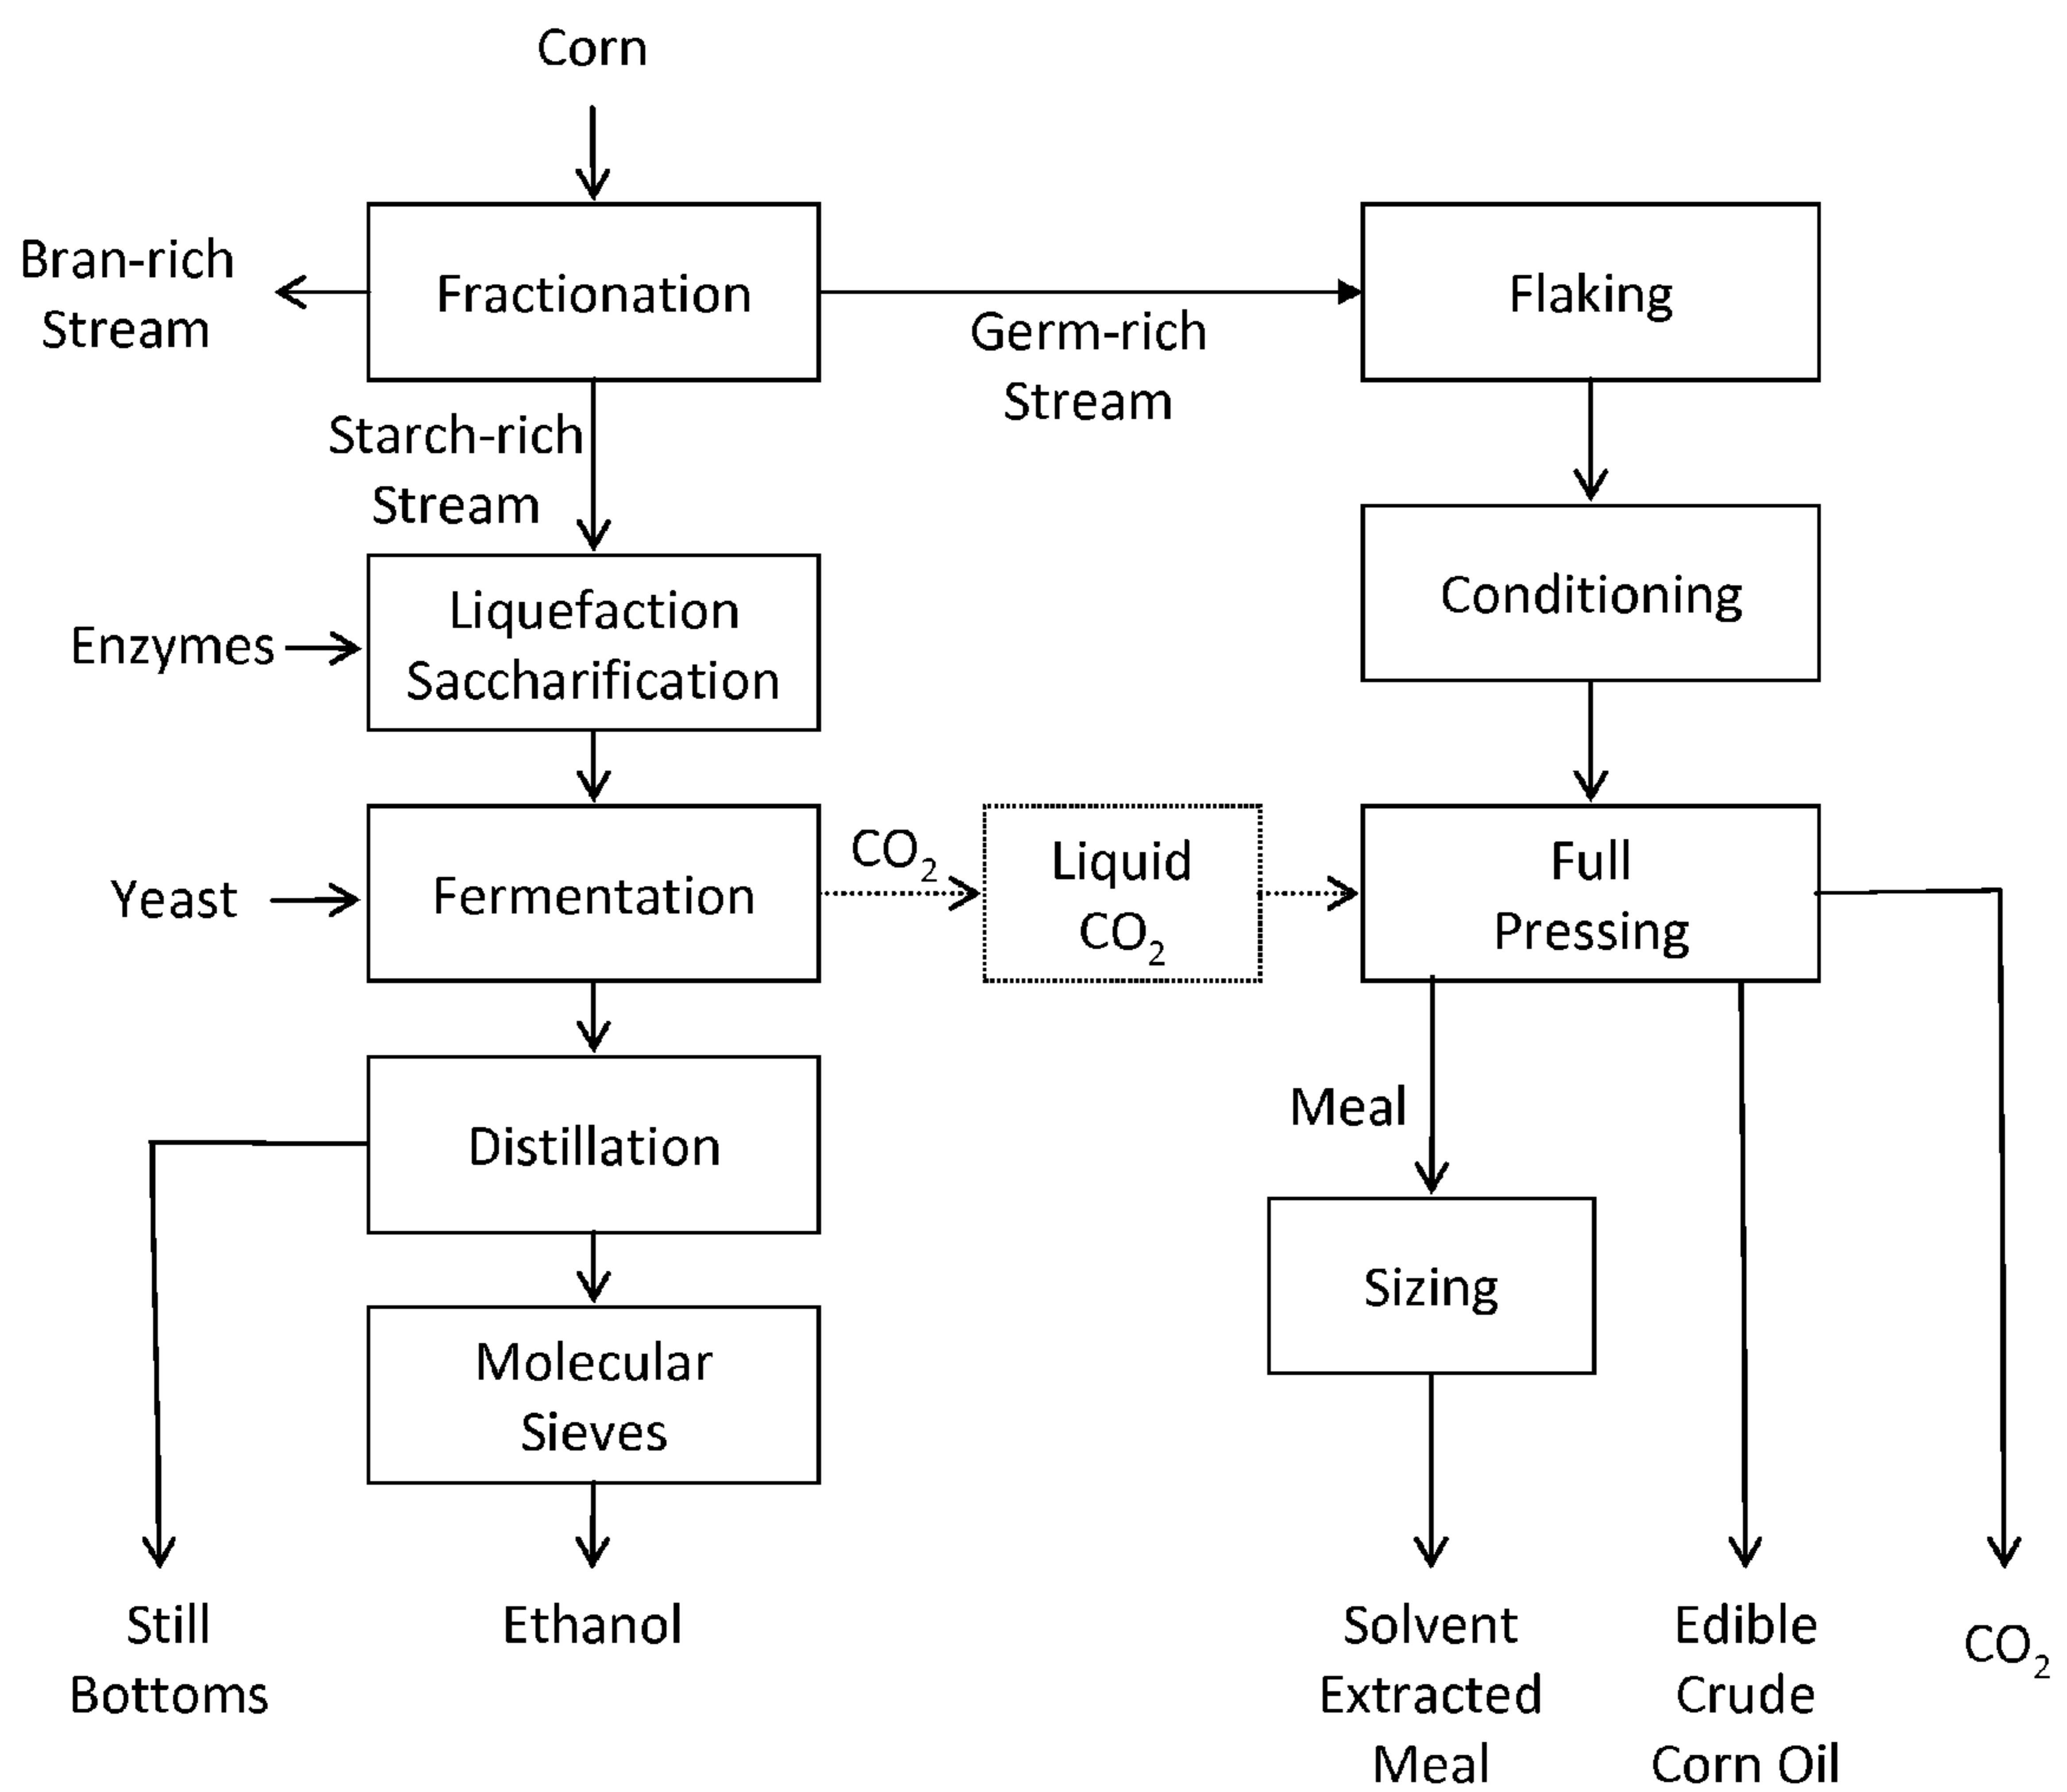 Corn
Bran-rich
Stream
Fractionation
Germ-rich
Stream
Flaking
Starch-rich
Stream
Conditioning
Enzymes
Liquefaction
Saccharification
Yeast
Fermentation
CO₂
Liquid
CO₂
Full
Pressing
Distillation
Meal
Sizing
Molecular
Sieves
Still
Bottoms
Ethanol
Solvent
Extracted
Meal
Edible
Crude
Corn Oil
CO₂